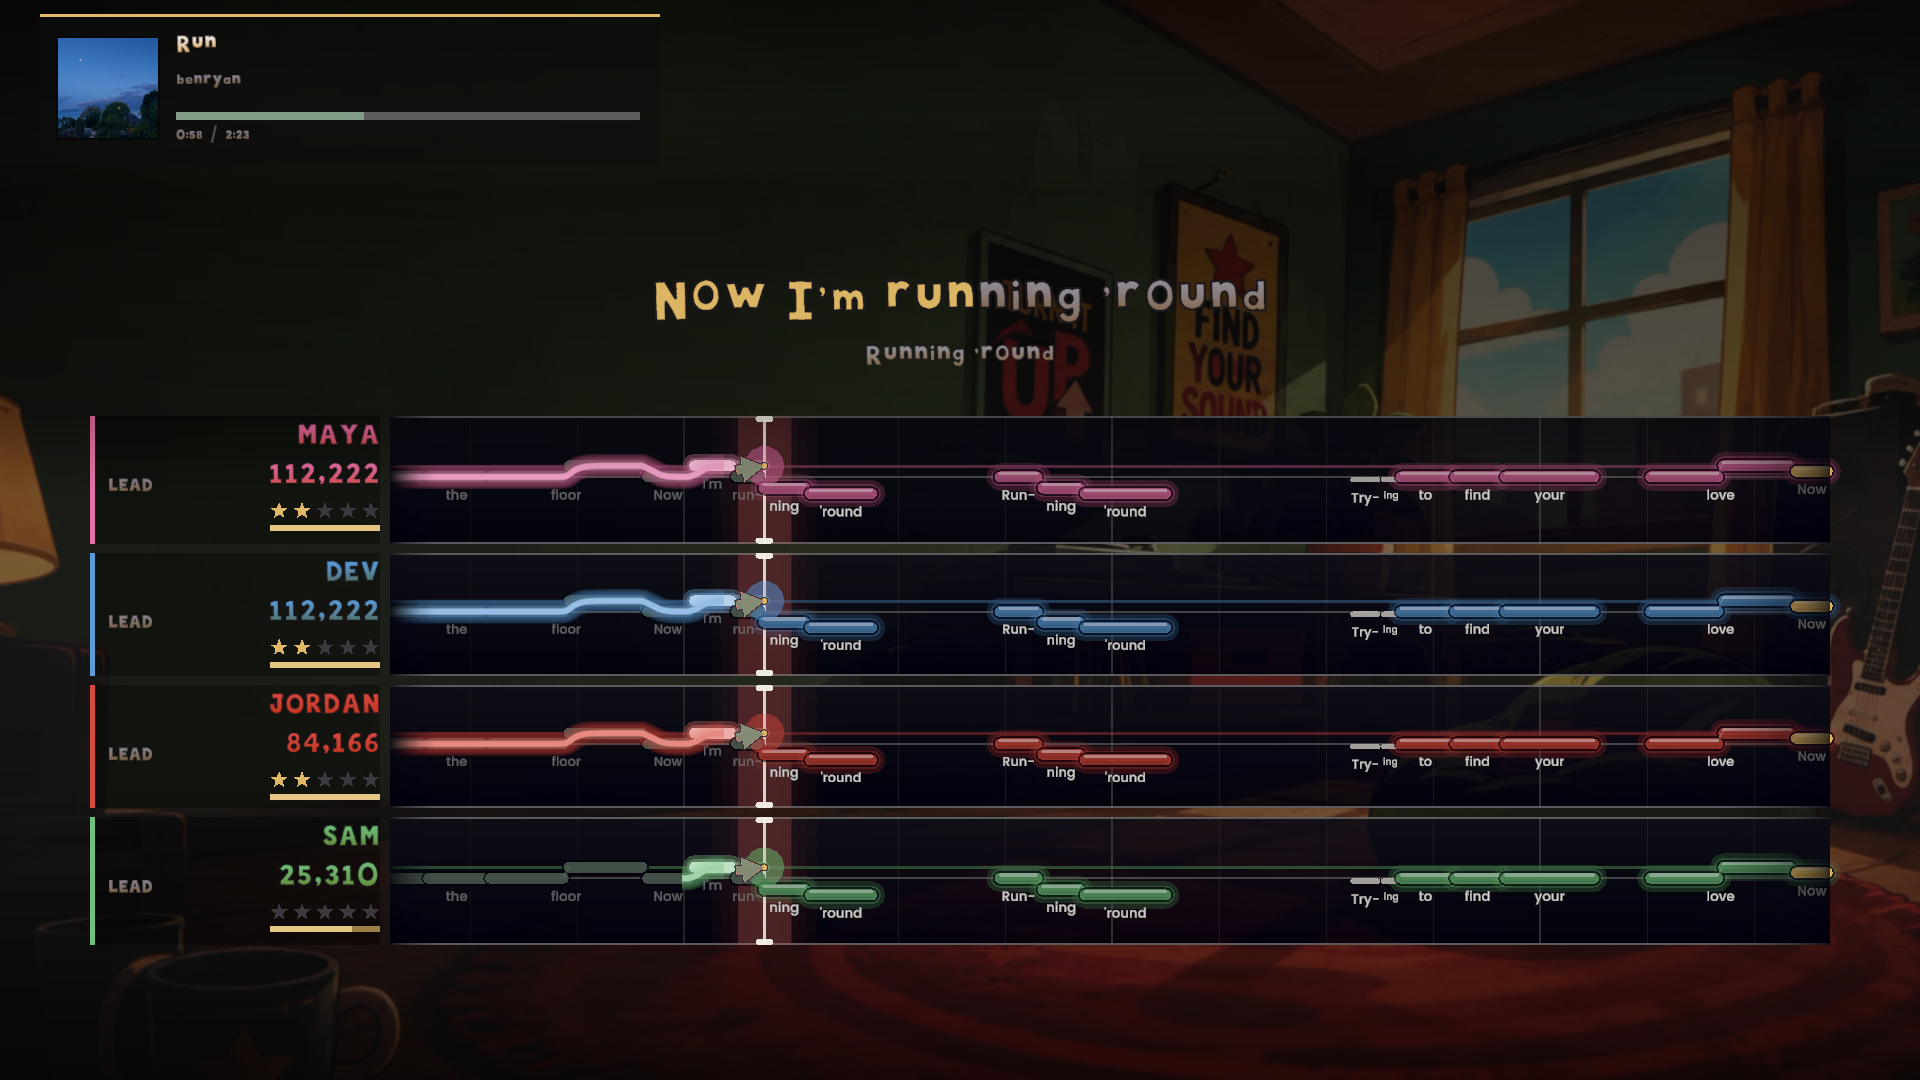 Run
benryan
0:58 / 2:23
Now I'm running 'round
Running 'round
UP
FIND
YOUR
SOUND
MAYA
LEAD
112,222
the floor Now I'm run- ning 'round Run- ning 'round Try- ing to find your love Now
DEV
LEAD
112,222
the floor Now I'm run- ning 'round Run- ning 'round Try- ing to find your love Now
JORDAN
LEAD
84,166
the floor Now I'm run- ning 'round Run- ning 'round Try- ing to find your love Now
SAM
LEAD
25,310
the floor Now I'm run- ning 'round Run- ning 'round Try- ing to find your love Now